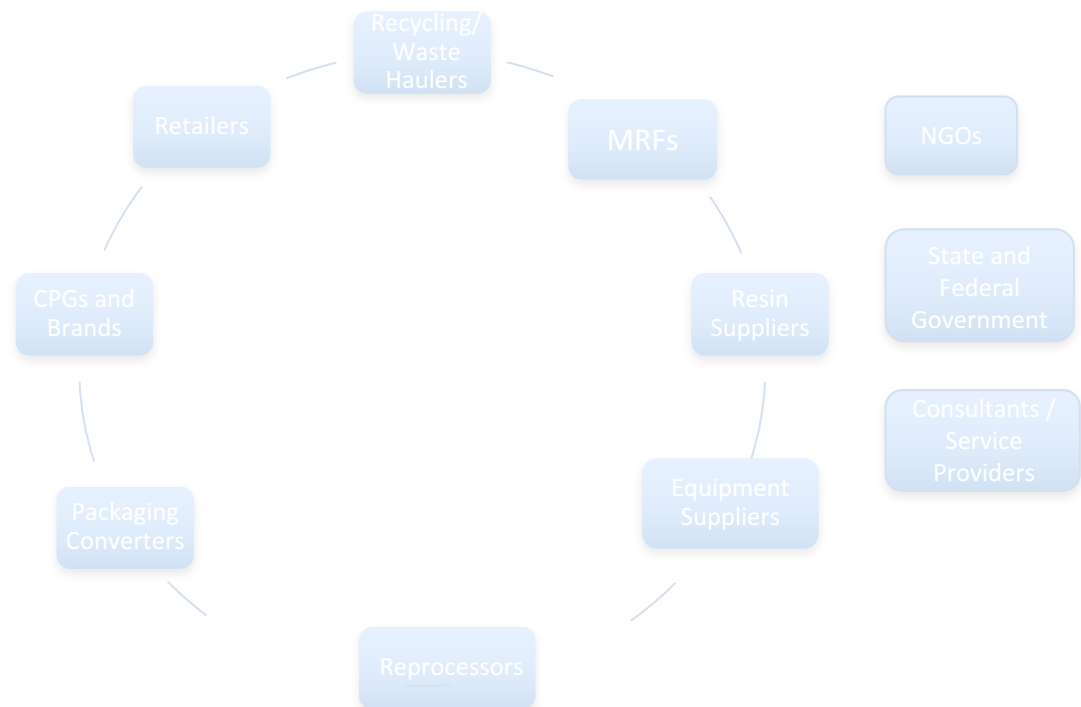 Recycling/
Waste
Haulers
Retailers
MRFs
NGOs
State and
Federal
Government
CPGs and
Brands
Resin
Suppliers
Consultants /
Service
Providers
Equipment
Suppliers
Packaging
Converters
Reprocessors